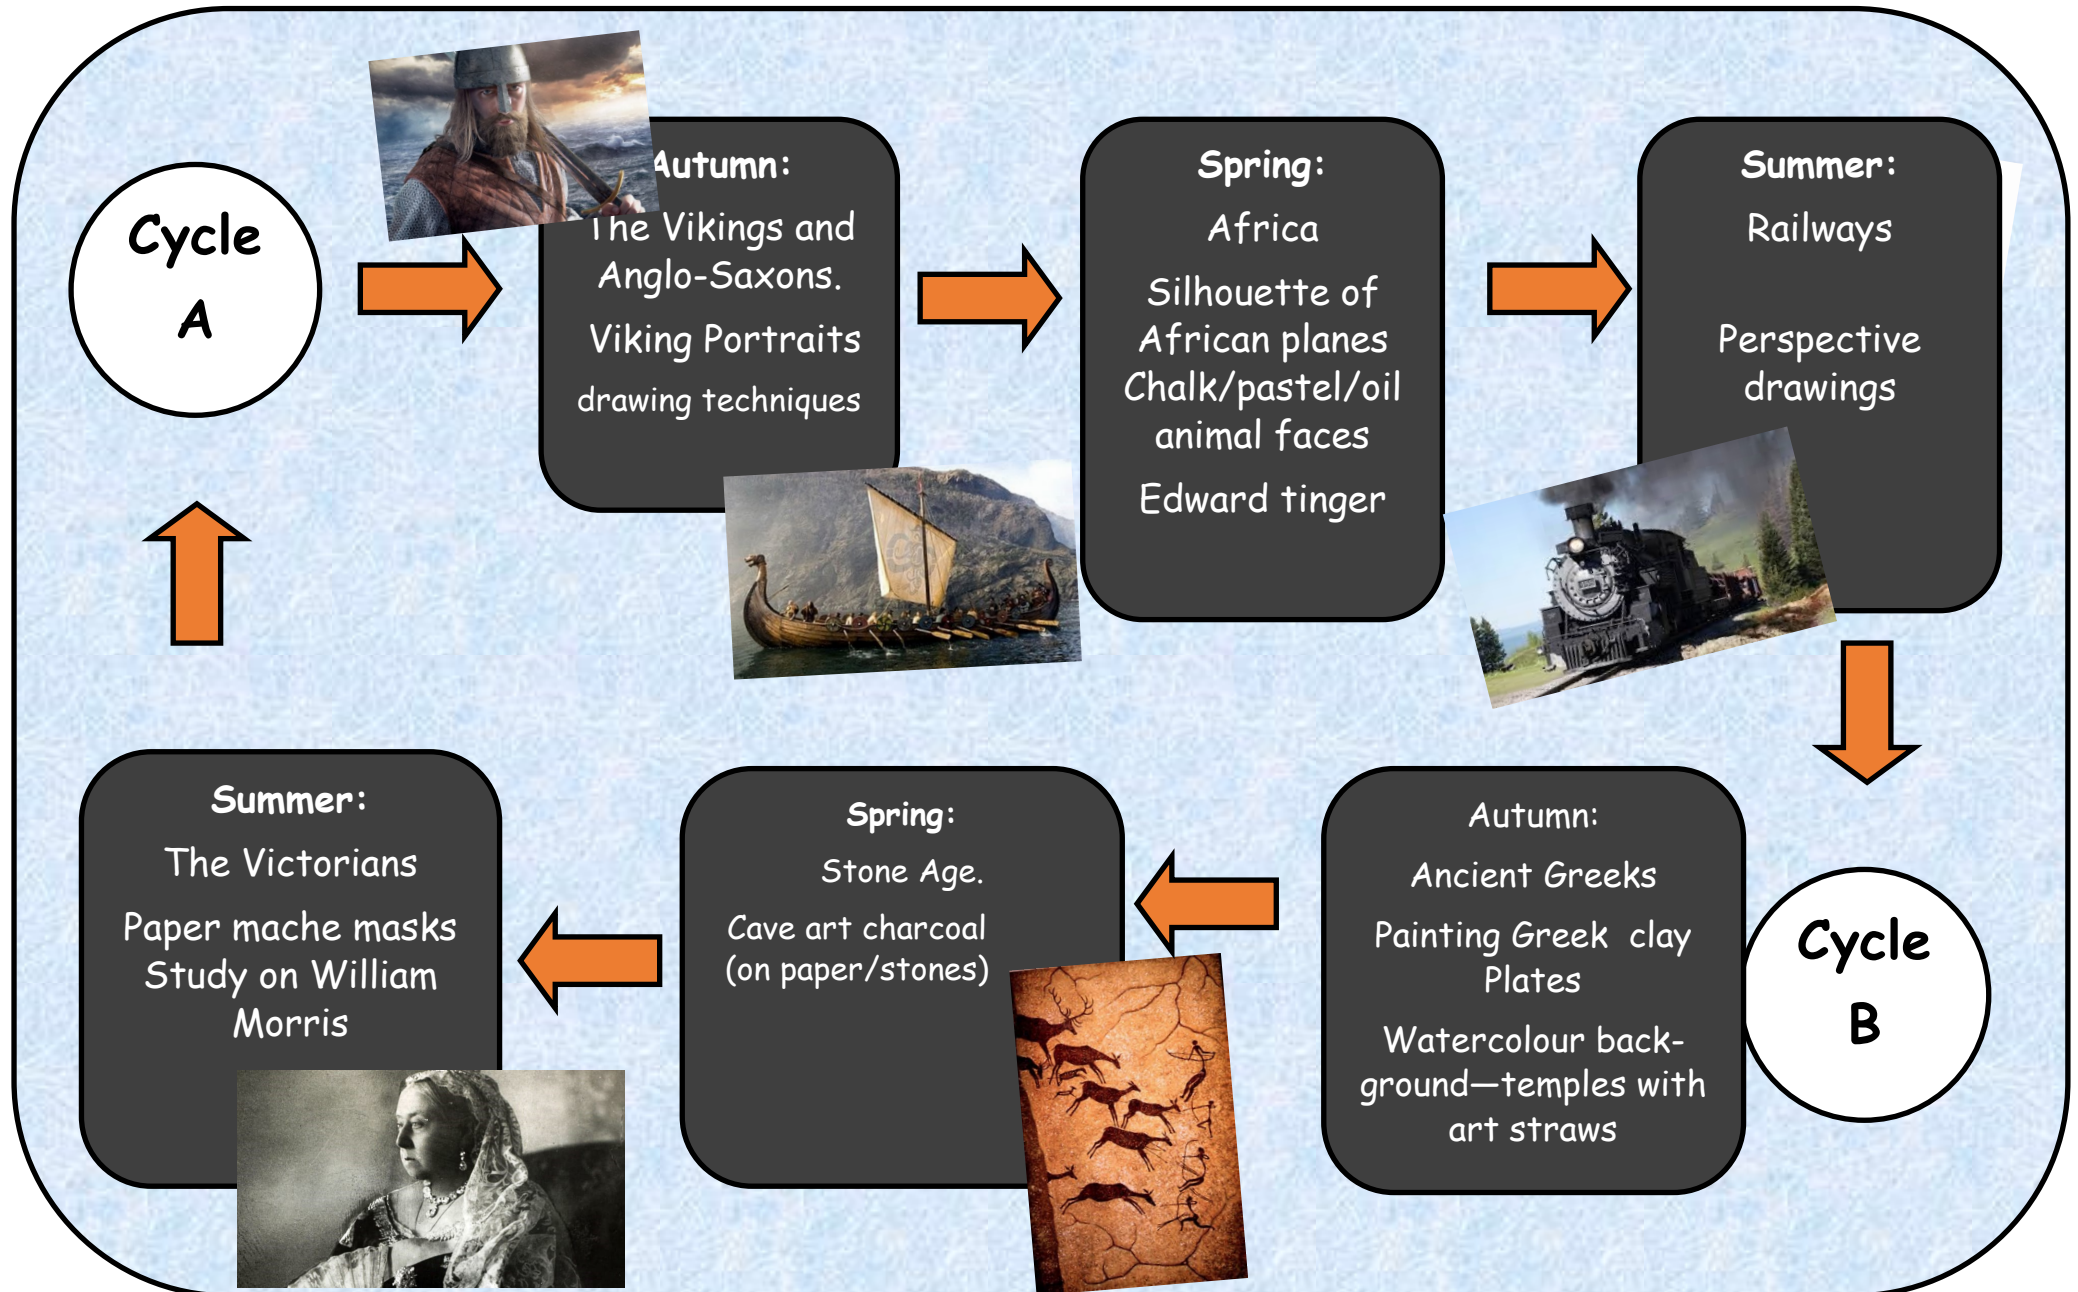 Cycle
A
Autumn:
The Vikings and
Anglo-Saxons.
Viking Portraits
drawing techniques
Spring:
Africa
Silhouette of
African planes
Chalk/pastel/oil
animal faces
Edward tinger
Summer:
Railways
Perspective
drawings
Cycle
B
Autumn:
Ancient Greeks
Painting Greek clay
Plates
Watercolour back-
ground—temples with
art straws
Spring:
Stone Age.
Cave art charcoal
(on paper/stones)
Summer:
The Victorians
Paper mache masks
Study on William
Morris